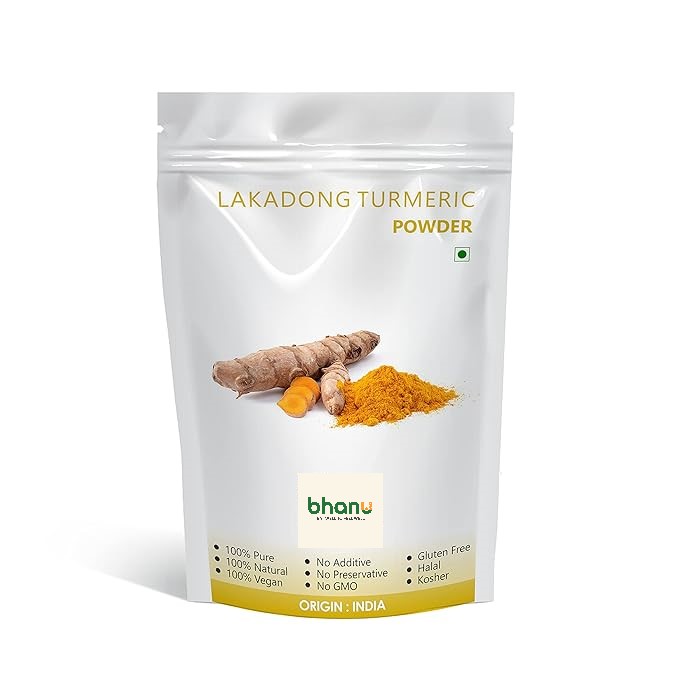 LAKADONG TURMERIC
POWDER
bhanu
100% Pure
100% Natural
100% Vegan
No Additive
No Preservative
No GMO
Gluten Free
Halal
Kosher
ORIGIN : INDIA